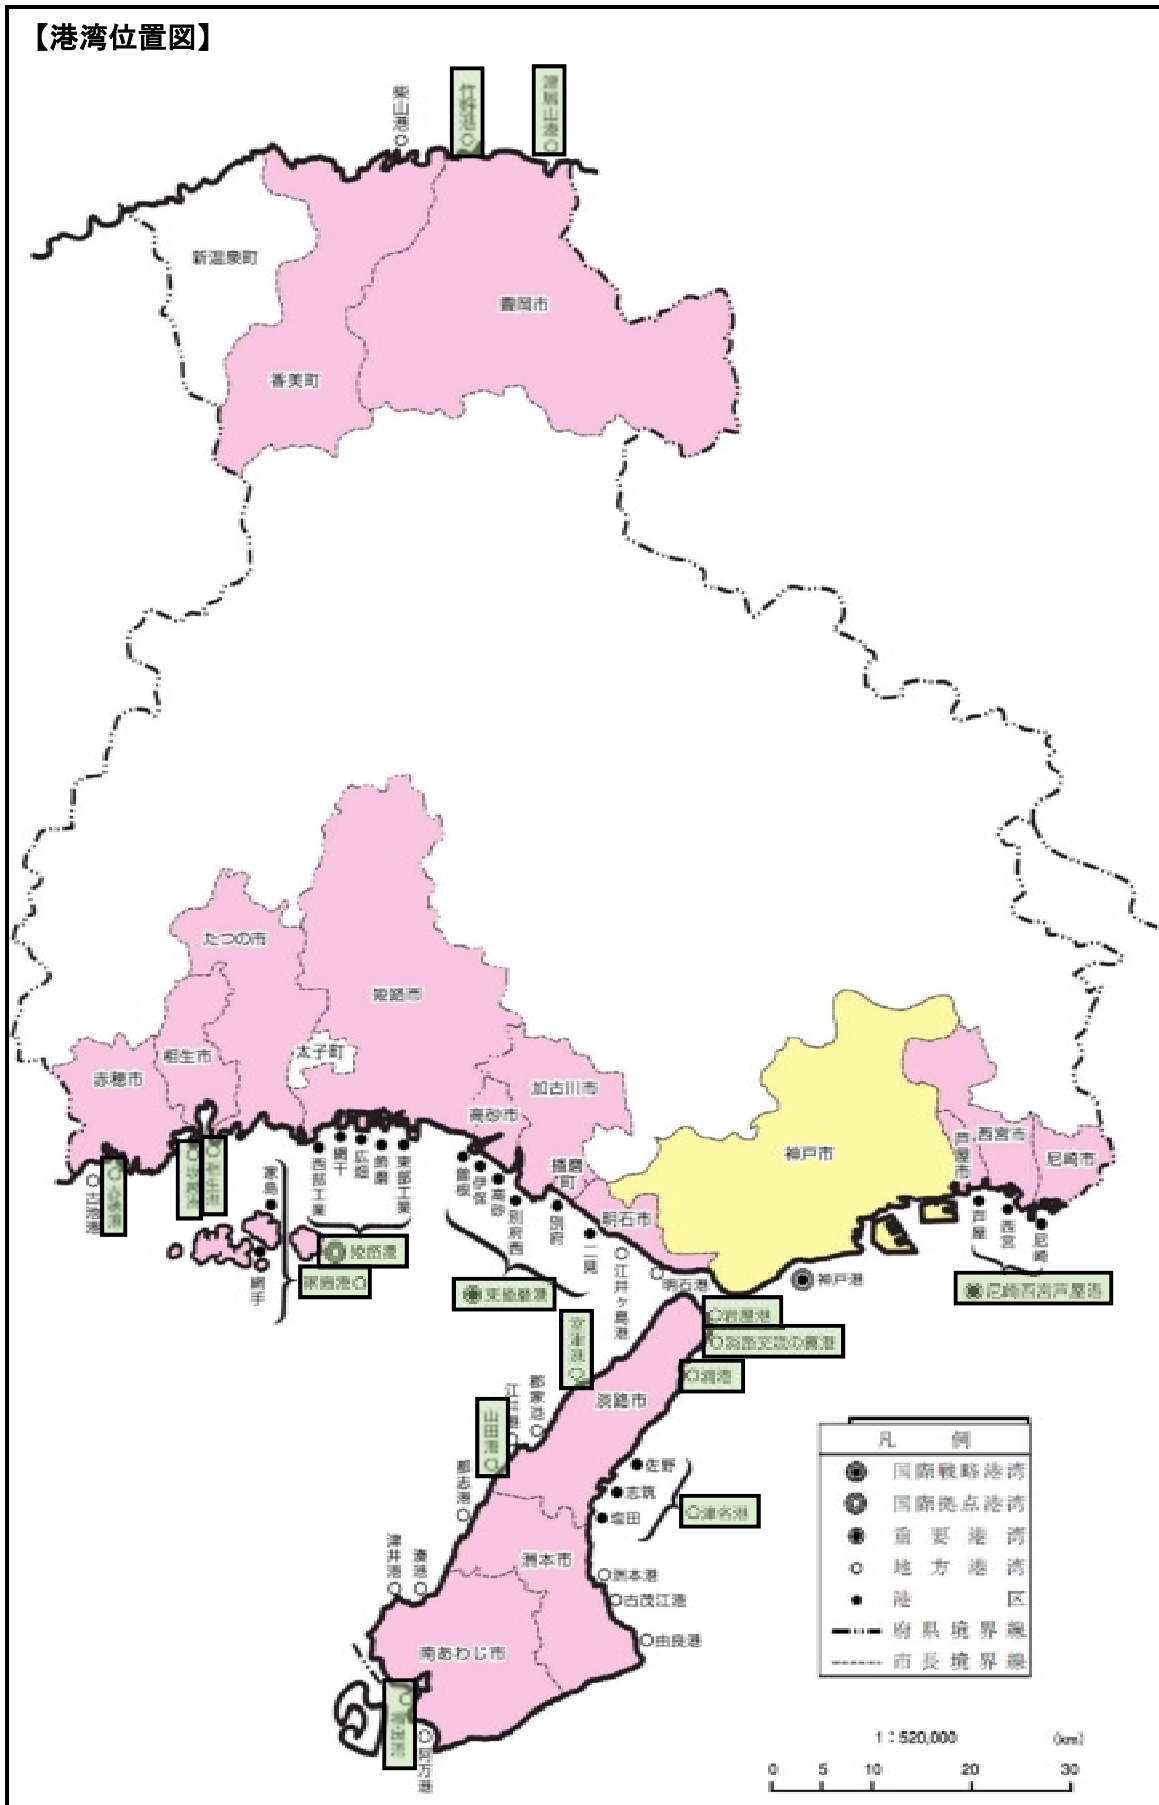 【港湾位置図】
柴山港
竹野港
津居山港
新温泉町
豊岡市
香美町
たつの市
姫路市
相生市
太子町
赤穂市
加古川市
高砂市
播磨町
明石市
神戸市
芦屋市
西宮市
尼崎市
古池港
赤穂港
坂越港
相生港
家島
網手
西部工業
網干
広畑
飾磨
東部工業
姫路港
家島港
曽根
伊保
高砂
別府西
別府
二見
東播磨港
江井ヶ島港
明石港
神戸港
芦屋
西宮
尼崎
尼崎西宮芦屋港
岩屋港
淡路交流の翼港
浦港
室津港
郡家港
江井港
山田港
都志港
淡路市
佐野
志筑
塩田
津名港
洲本市
洲本港
古茂江港
由良港
津井港
湊港
南あわじ市
福良港
阿万港
凡例
国際戦略港湾
国際拠点港湾
重要港湾
地方港湾
港区
府県境界線
市長境界線
1:520,000
(km)
0 5 10 20 30